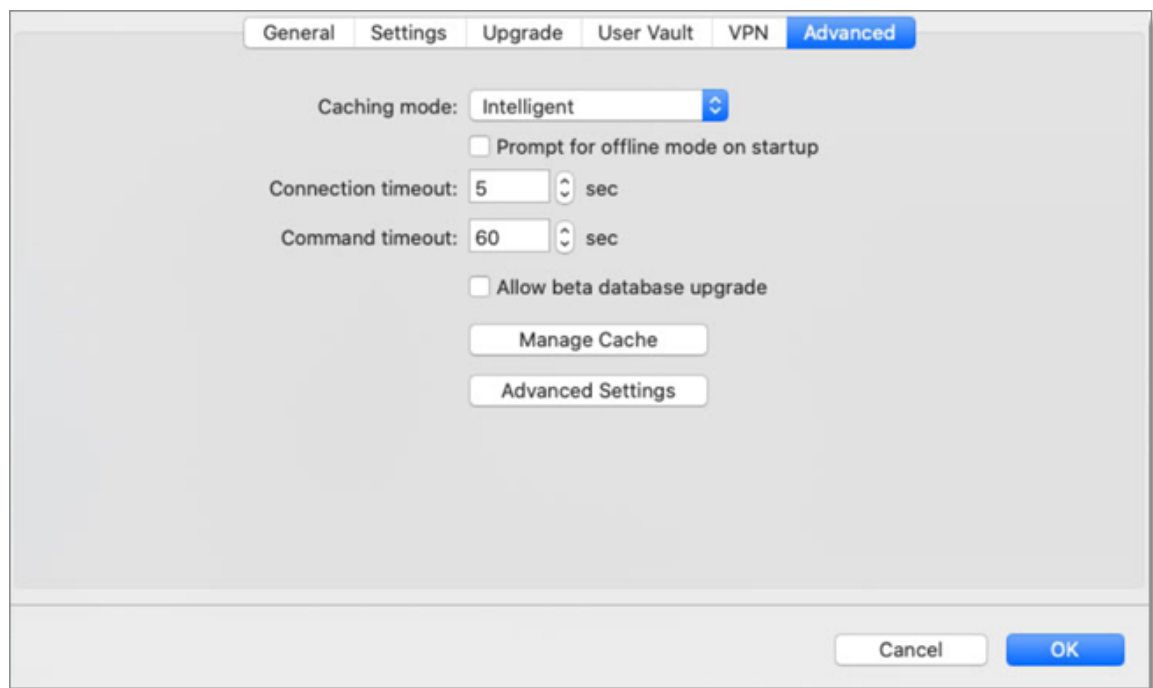 General Settings Upgrade User Vault VPN Advanced
Caching mode: Intelligent
Prompt for offline mode on startup
Connection timeout: 5 sec
Command timeout: 60 sec
Allow beta database upgrade
Manage Cache
Advanced Settings
Cancel OK